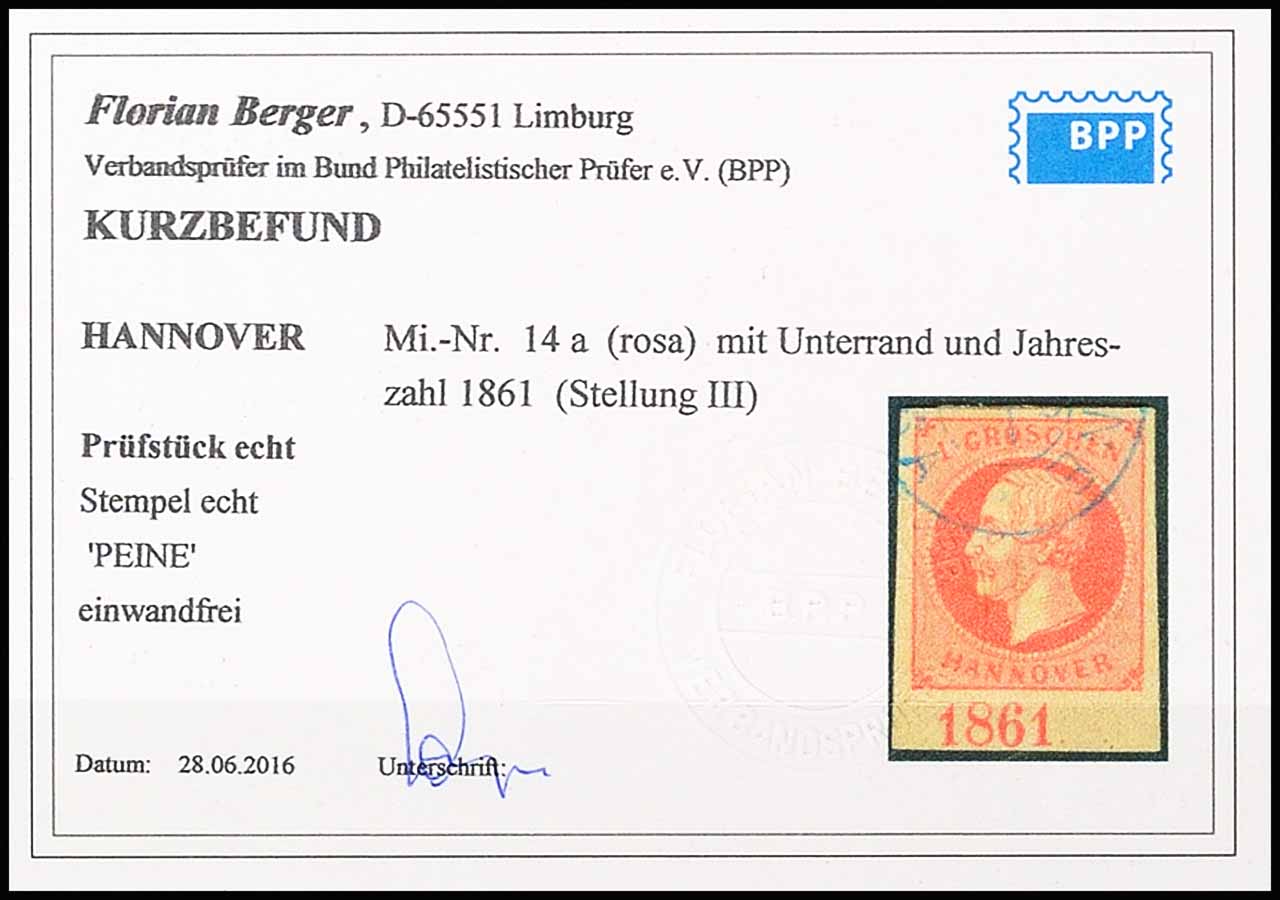 Florian Berger, D-65551 Limburg
BPP
Verbandsprüfer im Bund Philatelistischer Prüfer e.V. (BPP)
KURZBEFUND
HANNOVER Mi.-Nr. 14 a (rosa) mit Unterrand und Jahres-
zahl 1861 (Stellung III)
Prüfstück echt
Stempel echt
'PEINE'
einwandfrei
1 GROSCHEN
HANNOVER
1861
Datum: 28.06.2016 Unterschrift: